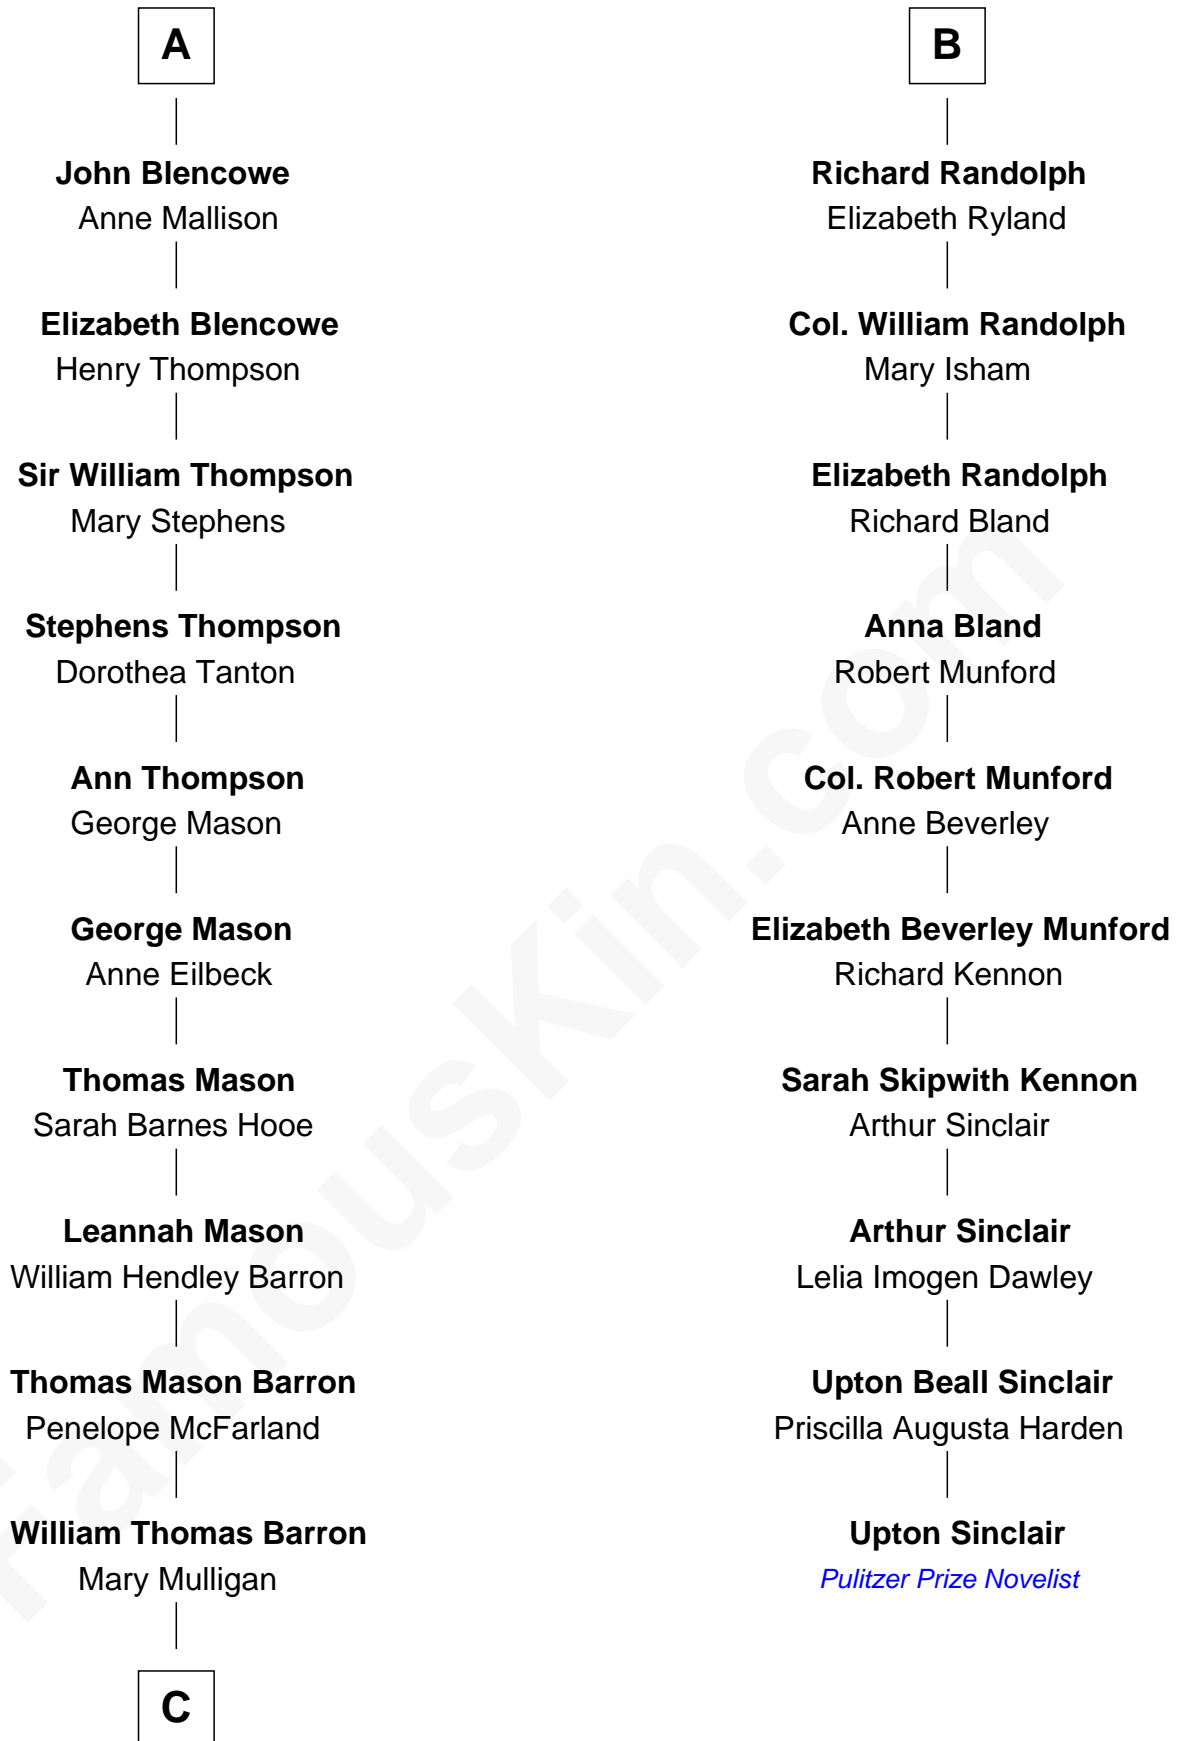 A
John Blencowe
Anne Mallison
Elizabeth Blencowe
Henry Thompson
Sir William Thompson
Mary Stephens
Stephens Thompson
Dorothea Tanton
Ann Thompson
George Mason
George Mason
Anne Eilbeck
Thomas Mason
Sarah Barnes Hooe
Leannah Mason
William Hendley Barron
Thomas Mason Barron
Penelope McFarland
William Thomas Barron
Mary Mulligan
C
B
Richard Randolph
Elizabeth Ryland
Col. William Randolph
Mary Isham
Elizabeth Randolph
Richard Bland
Anna Bland
Robert Munford
Col. Robert Munford
Anne Beverley
Elizabeth Beverley Munford
Richard Kennon
Sarah Skipwith Kennon
Arthur Sinclair
Arthur Sinclair
Lelia Imogen Dawley
Upton Beall Sinclair
Priscilla Augusta Harden
Upton Sinclair
Pulitzer Prize Novelist
FamousKin.com